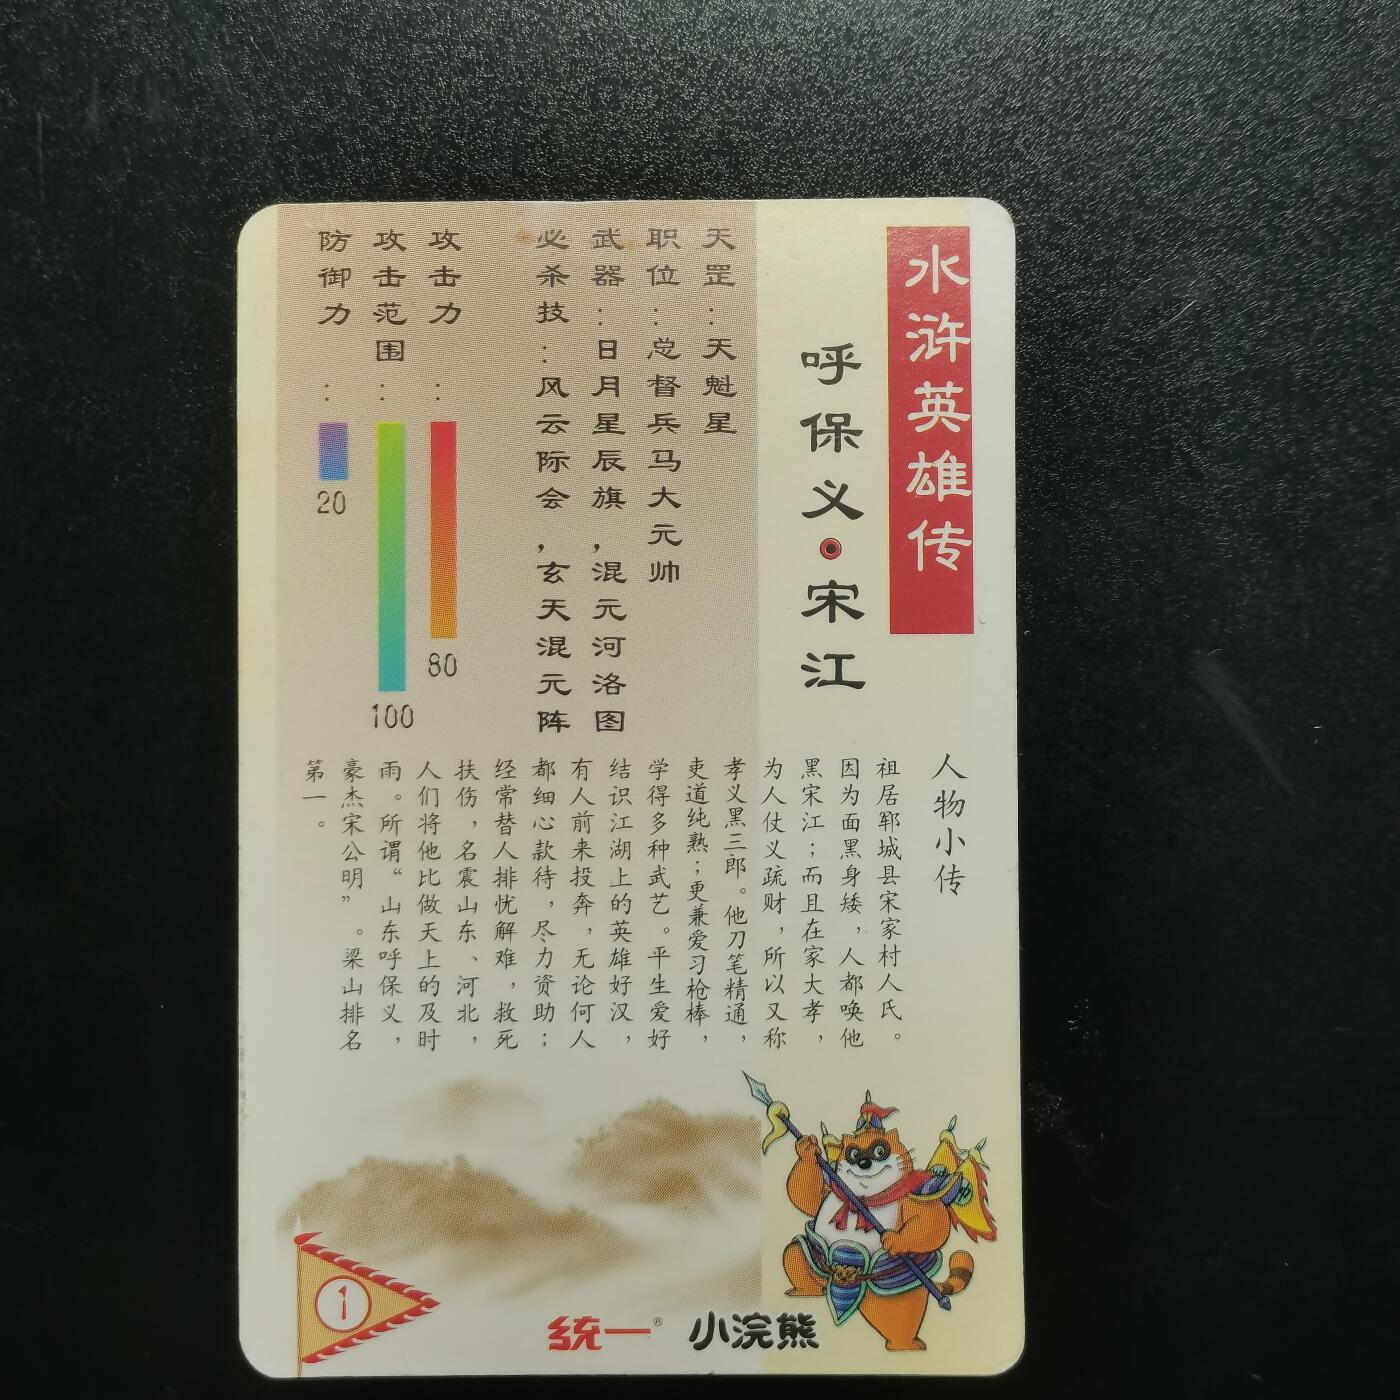 水浒英雄传
呼保义·宋江
天罡：天魁星
职位：总督兵马大元帅
武器：日月星辰旗，混元河洛图
必杀技：风云际会，玄天混元阵
攻击力：
80
攻击范围：
100
防御力：
20
人物小传
祖居郓城县宋家村人氏。
因为面黑身矮，人都唤他
黑宋江；而且在家大孝，
为人仗义疏财，所以又称
孝义黑三郎。他刀笔精通，
吏道纯熟；更兼爱习枪棒，
学得多种武艺。平生爱好
结识江湖上的英雄好汉，
有人前来投奔，无论何人
都细心款待，尽力资助；
经常替人排忧解难，救死
扶伤，名震山东、河北，
人们将他比做天上的及时
雨。所谓“山东呼保义，
豪杰宋公明”。梁山排名
第一。
1
统一® 小浣熊